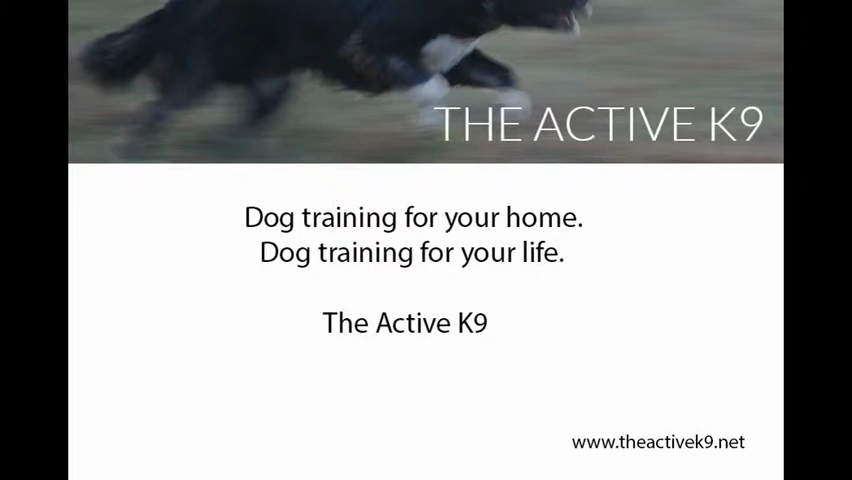 THE ACTIVE K9
Dog training for your home.
Dog training for your life.
The Active K9
www.theactivek9.net